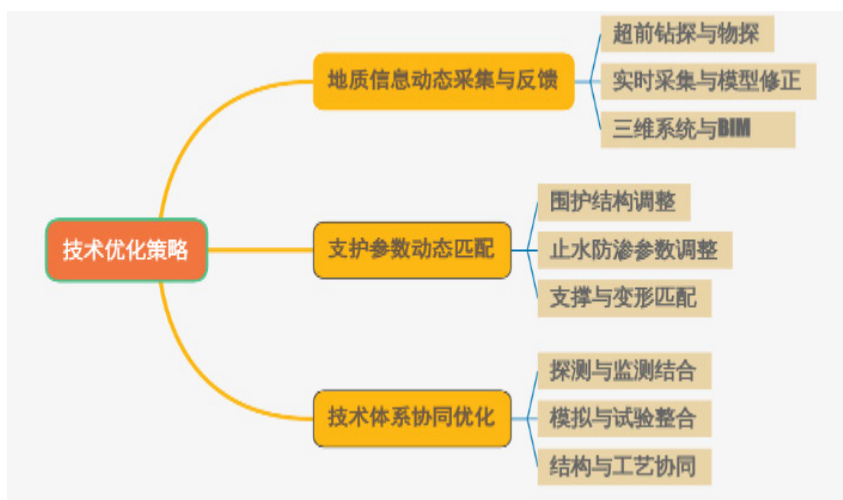 技术优化策略
地质信息动态采集与反馈
超前钻探与物探
实时采集与模型修正
三维系统与BIM
支护参数动态匹配
围护结构调整
止水防渗参数调整
支撑与变形匹配
技术体系协同优化
探测与监测结合
模拟与试验整合
结构与工艺协同